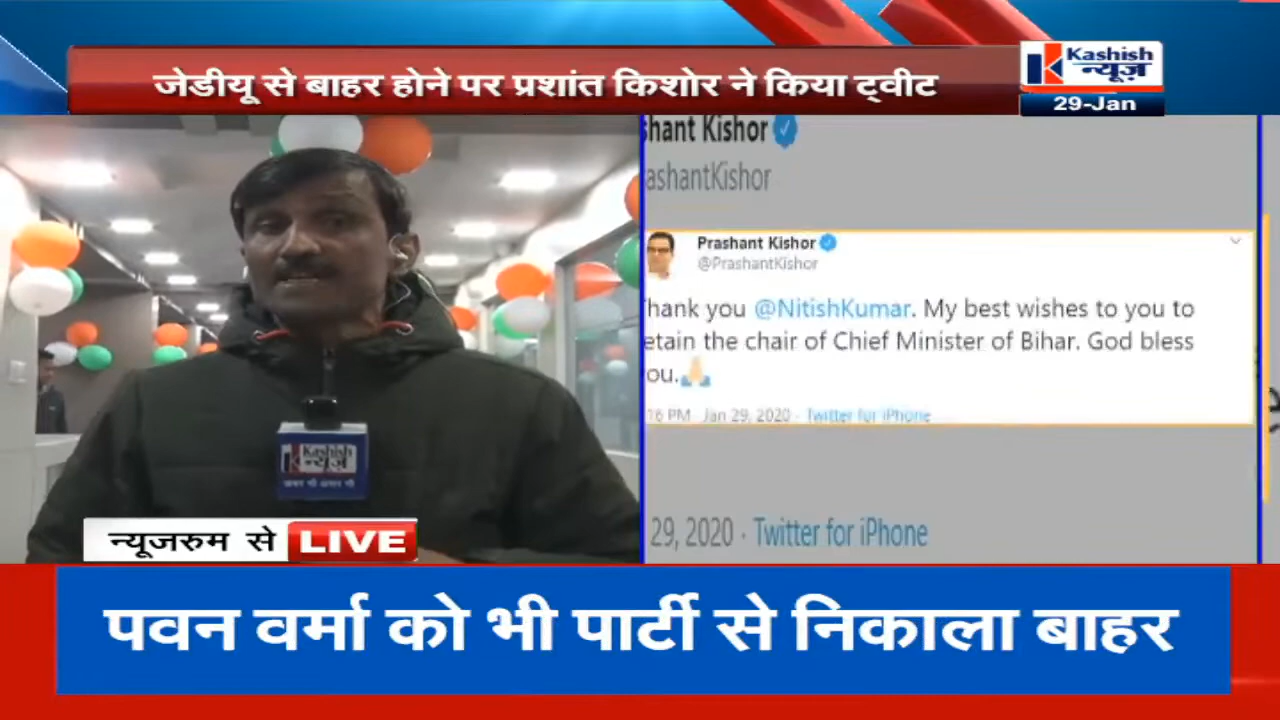 जेडीयू से बाहर होने पर प्रशांत किशोर ने किया ट्वीट
Kashish
न्यूज़
29-Jan
shant Kishor
ashantKishor
Prashant Kishor
@PrashantKishor
hank you @NitishKumar. My best wishes to you to
etain the chair of Chief Minister of Bihar. God bless
ou.🙏
16 PM Jan 29, 2020 · Twitter for iPhone
29, 2020 · Twitter for iPhone
Kashish
न्यूज़
न्यूजरुम से LIVE
पवन वर्मा को भी पार्टी से निकाला बाहर